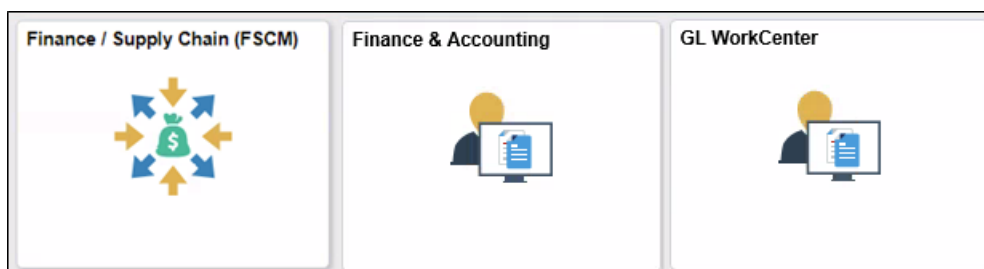 Finance / Supply Chain (FSCM)
Finance & Accounting
GL WorkCenter
$